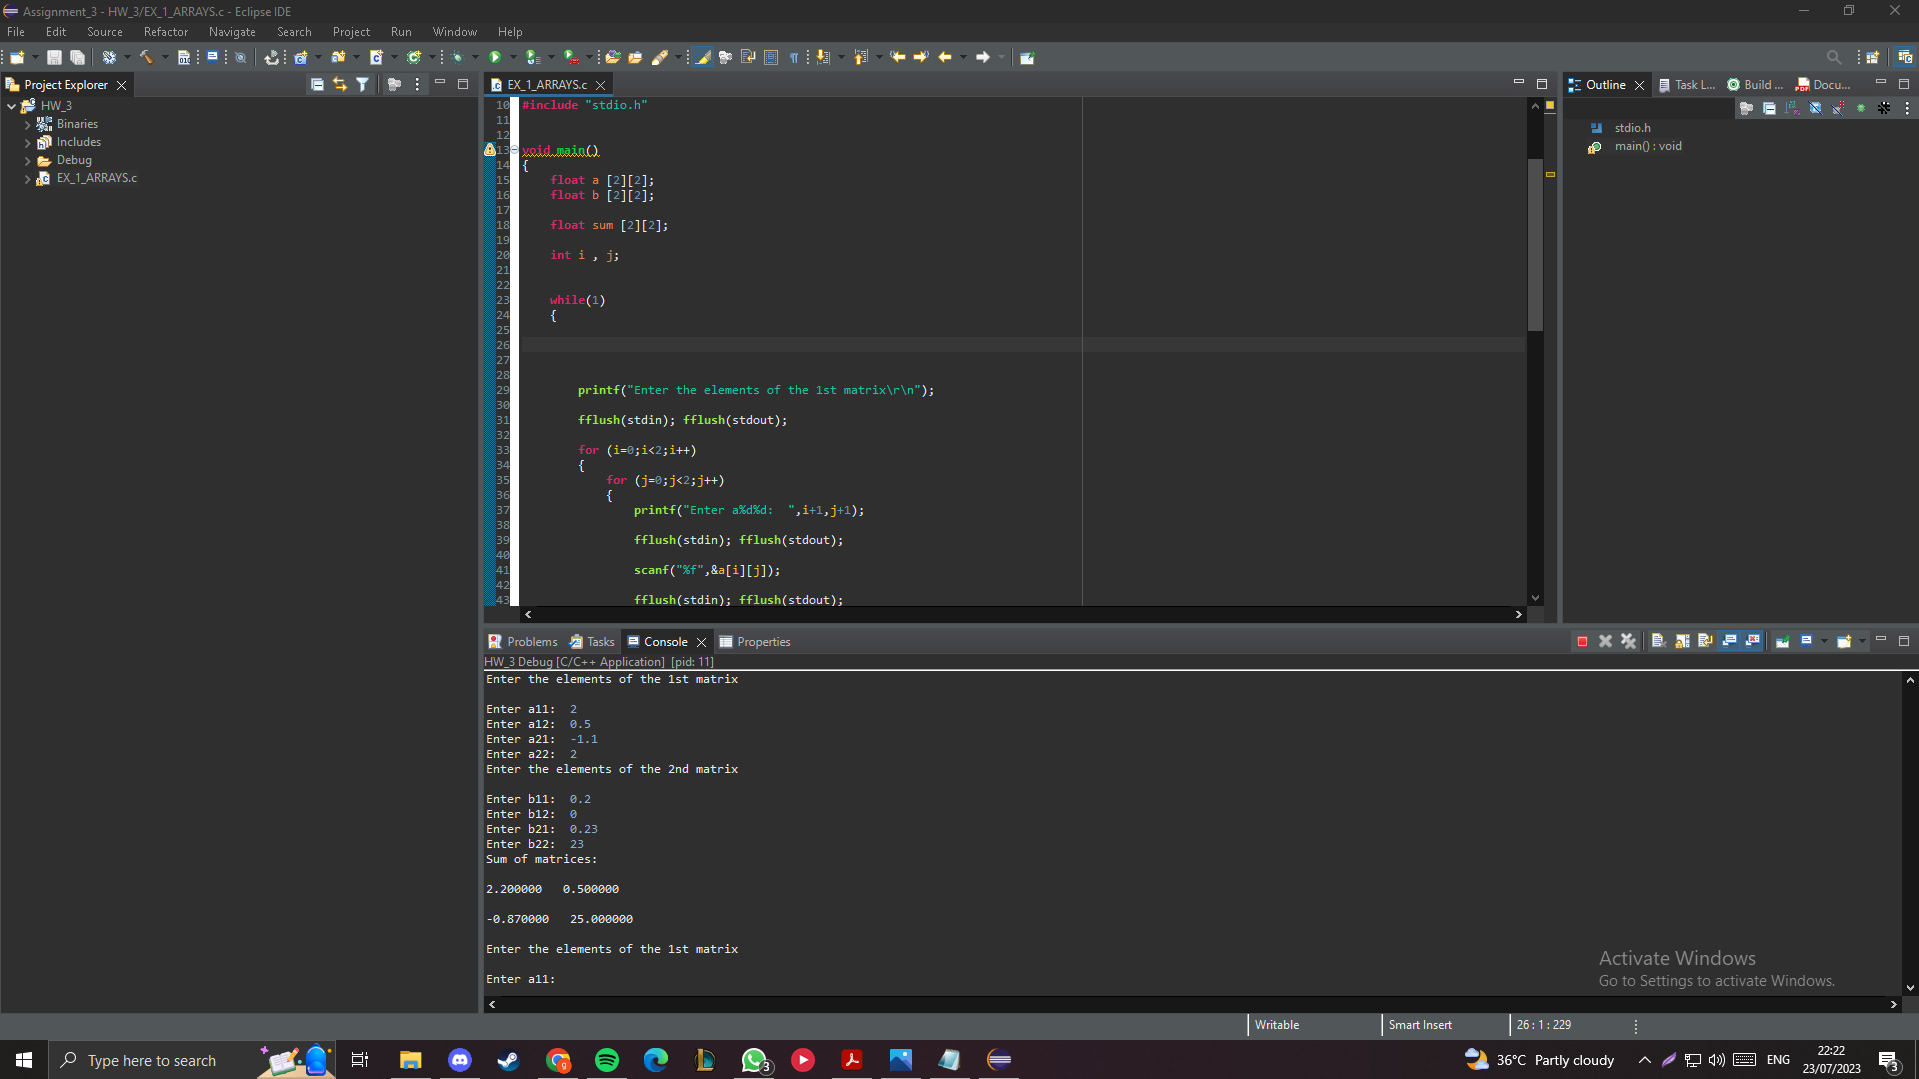 Assignment_3 - HW_3/EX_1_ARRAYS.c - Eclipse IDE
File Edit Source Refactor Navigate Search Project Run Window Help
Project Explorer
HW_3
Binaries
Includes
Debug
EX_1_ARRAYS.c
EX_1_ARRAYS.c
10 #include "stdio.h"
11
12
13 void main()
14 {
15 float a [2][2];
16 float b [2][2];
17
18 float sum [2][2];
19
20 int i , j;
21
22
23 while(1)
24 {
25
26
27
28
29 printf("Enter the elements of the 1st matrix\r\n");
30
31 fflush(stdin); fflush(stdout);
32
33 for (i=0;i<2;i++)
34 {
35 for (j=0;j<2;j++)
36 {
37 printf("Enter a%d%d:  ",i+1,j+1);
38
39 fflush(stdin); fflush(stdout);
40
41 scanf("%f",&a[i][j]);
42
43 fflush(stdin); fflush(stdout);
Outline Task L... Build ... Docu...
stdio.h
main() : void
Problems Tasks Console Properties
HW_3 Debug [C/C++ Application] [pid: 11]
Enter the elements of the 1st matrix
Enter a11: 2
Enter a12: 0.5
Enter a21: -1.1
Enter a22: 2
Enter the elements of the 2nd matrix
Enter b11: 0.2
Enter b12: 0
Enter b21: 0.23
Enter b22: 23
Sum of matrices:
2.200000 0.500000
-0.870000 25.000000
Enter the elements of the 1st matrix
Enter a11:
Activate Windows
Go to Settings to activate Windows.
Writable Smart Insert 26 : 1 : 229
Type here to search
3
36°C Partly cloudy
ENG
22:22
23/07/2023
3